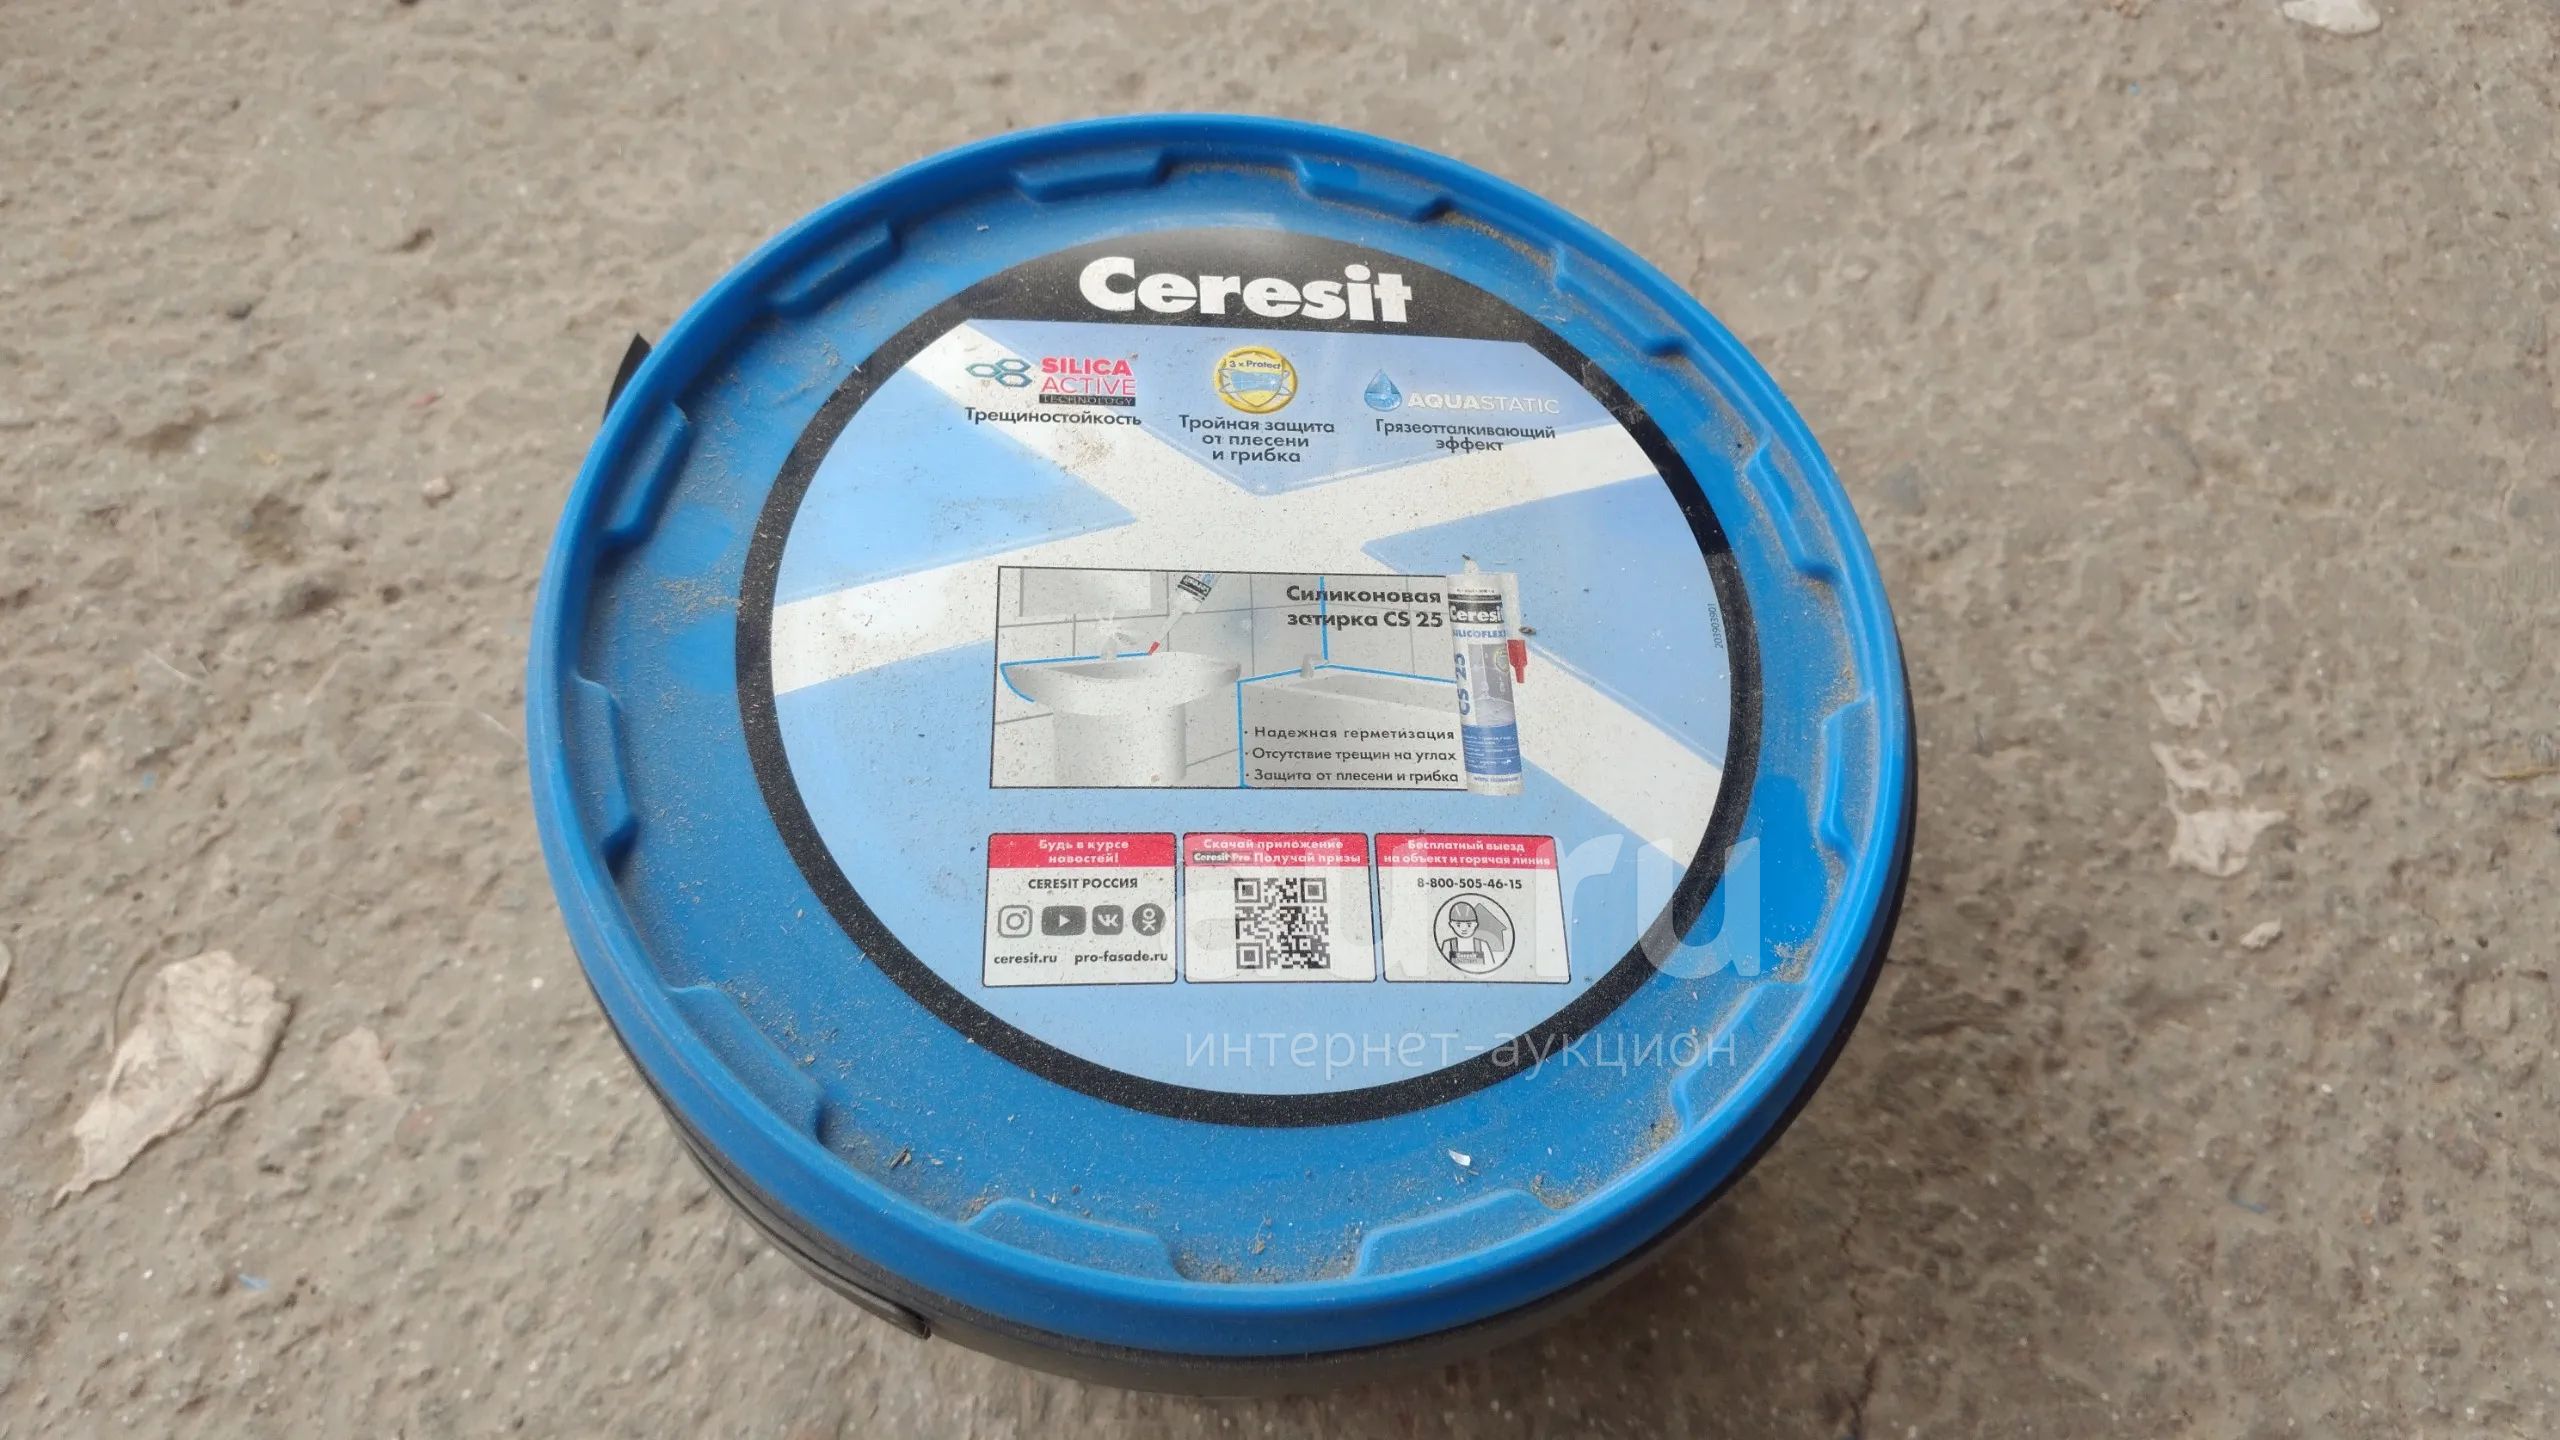 Ceresit
SILICA
ACTIVE
TECHNOLOGY
Трещиностойкость
3 x Protect
Тройная защита
от плесени
и грибка
AQUASTATIC
Грязеотталкивающий
эффект
Силиконовая
затирка CS 25
Ceresit
SILICOFLEX
CS 25
· Надежная герметизация
· Отсутствие трещин на углах
· Защита от плесени и грибка
Будь в курсе
новостей!
CERESIT РОССИЯ
ceresit.ru pro-fasade.ru
Скачай приложение
Ceresit Pro Получай призы
Бесплатный выезд
на объект и горячая линия
8-800-505-46-15
au.ru
интернет-аукцион